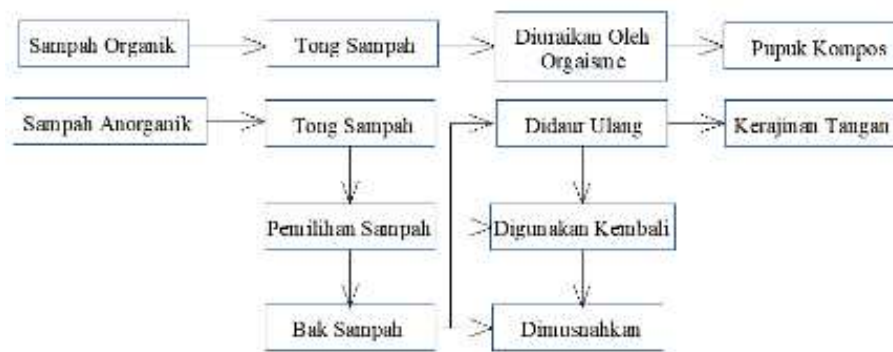 Sampah Organik
Tong Sampah
Diuraikan Oleh
Orgaisme
Pupuk Kompos
Sampah Anorganik
Tong Sampah
Didaur Ulang
Kerajinan Tangan
Pemilihan Sampah
Digunakan Kembali
Bak Sampah
Dimusnahkan